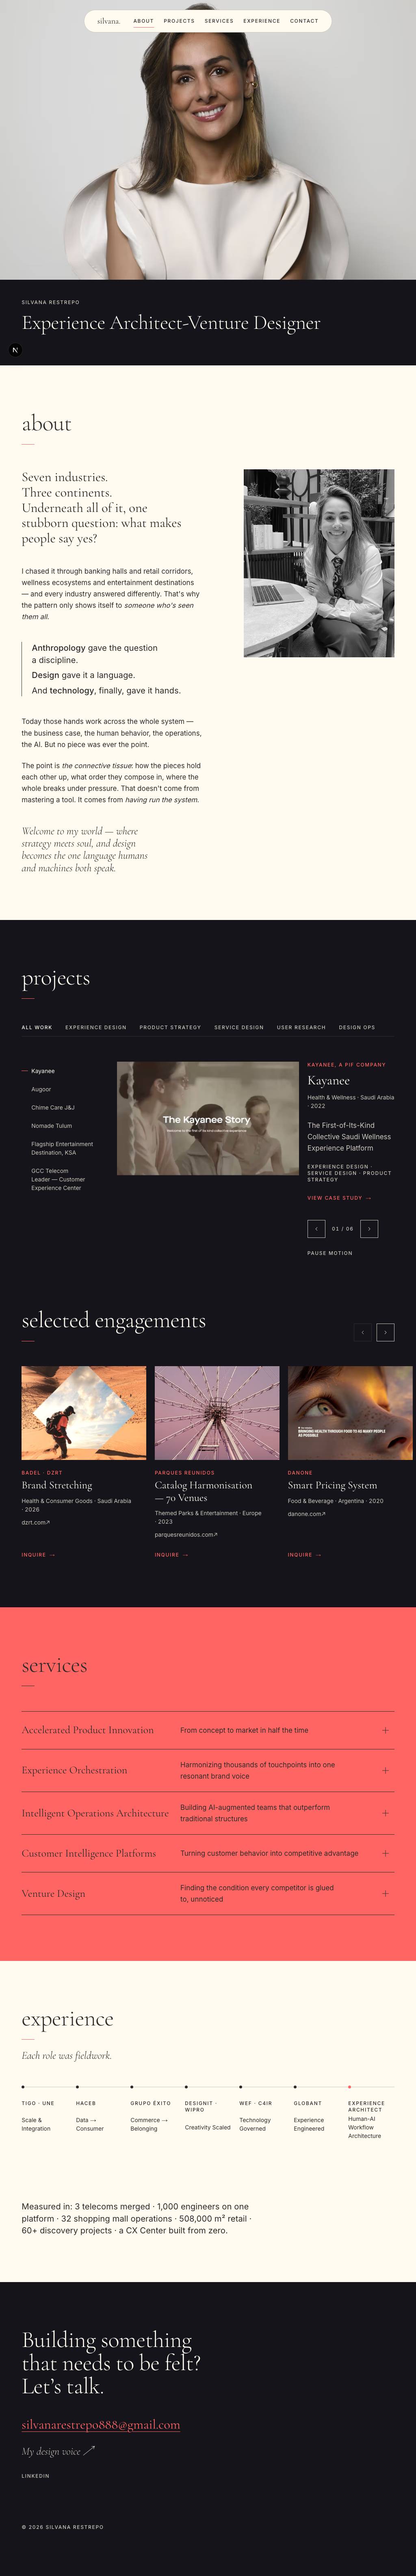 silvana.
ABOUT
PROJECTS
SERVICES
EXPERIENCE
CONTACT
SILVANA RESTREPO
Experience Architect-Venture Designer
N
about
Seven industries.
Three continents.
Underneath all of it, one
stubborn question: what makes
people say yes?
I chased it through banking halls and retail corridors,
wellness ecosystems and entertainment destinations
— and every industry answered differently. That's why
the pattern only shows itself to someone who's seen
them all.
Anthropology gave the question
a discipline.
Design gave it a language.
And technology, finally, gave it hands.
Today those hands work across the whole system —
the business case, the human behavior, the operations,
the AI. But no piece was ever the point.
The point is the connective tissue: how the pieces hold
each other up, what order they compose in, where the
whole breaks under pressure. That doesn't come from
mastering a tool. It comes from having run the system.
Welcome to my world — where
strategy meets soul, and design
becomes the one language humans
and machines both speak.
projects
ALL WORK
EXPERIENCE DESIGN
PRODUCT STRATEGY
SERVICE DESIGN
USER RESEARCH
DESIGN OPS
Kayanee
Augoor
Chime Care J&J
Nomade Tulum
Flagship Entertainment
Destination, KSA
GCC Telecom
Leader — Customer
Experience Center
The Kayanee Story
KAYANEE, A PIF COMPANY
Kayanee
Health & Wellness · Saudi Arabia
· 2022
The First-of-Its-Kind
Collective Saudi Wellness
Experience Platform
EXPERIENCE DESIGN ·
SERVICE DESIGN · PRODUCT
STRATEGY
VIEW CASE STUDY →
‹ 01 / 06 ›
PAUSE MOTION
selected engagements
‹ ›
BADEL · DZRT
Brand Stretching
Health & Consumer Goods · Saudi Arabia
· 2026
dzrt.com↗
INQUIRE →
PARQUES REUNIDOS
Catalog Harmonisation
— 70 Venues
Themed Parks & Entertainment · Europe
· 2023
parquesreunidos.com↗
INQUIRE →
BRINGING HEALTH THROUGH FOOD TO AS MANY PEOPLE
AS POSSIBLE
DANONE
Smart Pricing System
Food & Beverage · Argentina · 2020
danone.com↗
INQUIRE →
services
Accelerated Product Innovation
From concept to market in half the time
+
Experience Orchestration
Harmonizing thousands of touchpoints into one
resonant brand voice
+
Intelligent Operations Architecture
Building AI-augmented teams that outperform
traditional structures
+
Customer Intelligence Platforms
Turning customer behavior into competitive advantage
+
Venture Design
Finding the condition every competitor is glued
to, unnoticed
+
experience
Each role was fieldwork.
TIGO · UNE
Scale &
Integration
HACEB
Data →
Consumer
GRUPO ÉXITO
Commerce →
Belonging
DESIGNIT ·
WIPRO
Creativity Scaled
WEF · C4IR
Technology
Governed
GLOBANT
Experience
Engineered
EXPERIENCE
ARCHITECT
Human-AI
Workflow
Architecture
Measured in: 3 telecoms merged · 1,000 engineers on one
platform · 32 shopping mall operations · 508,000 m² retail ·
60+ discovery projects · a CX Center built from zero.
Building something
that needs to be felt?
Let's talk.
silvanarestrepo888@gmail.com
My design voice ↗
LINKEDIN
© 2026 SILVANA RESTREPO